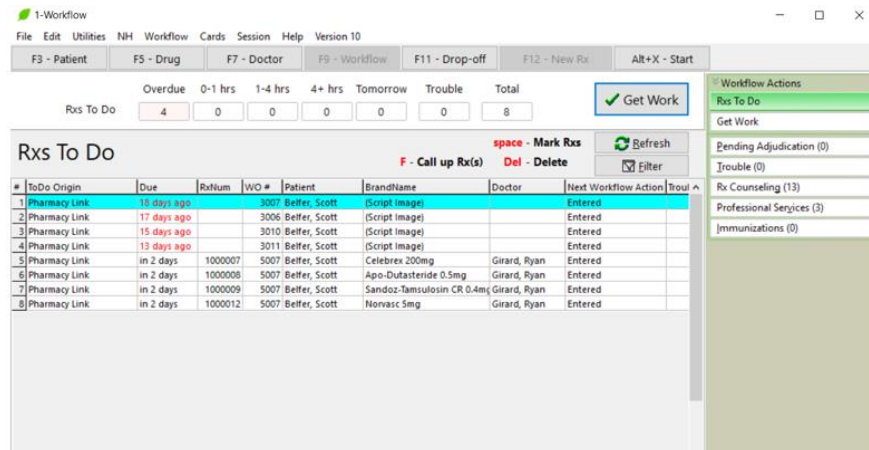 1-Workflow
File Edit Utilities NH Workflow Cards Session Help Version 10
F3 - Patient F5 - Drug F7 - Doctor F9 - Workflow F11 - Drop-off F12 - New Rx Alt+X - Start
Overdue 0-1 hrs 1-4 hrs 4+ hrs Tomorrow Trouble Total
Rxs To Do 4 0 0 0 0 0 8
Get Work
Rxs To Do
space - Mark Rxs
F - Call up Rx(s) Del - Delete
Refresh
Filter
# ToDo Origin Due RxNum WO # Patient BrandName Doctor Next Workflow Action Troul
1 Pharmacy Link 18 days ago 3007 Belfer, Scott (Script Image) Entered
2 Pharmacy Link 17 days ago 3006 Belfer, Scott (Script Image) Entered
3 Pharmacy Link 15 days ago 3010 Belfer, Scott (Script Image) Entered
4 Pharmacy Link 13 days ago 3011 Belfer, Scott (Script Image) Entered
5 Pharmacy Link in 2 days 1000007 5007 Belfer, Scott Celebrex 200mg Girard, Ryan Entered
6 Pharmacy Link in 2 days 1000008 5007 Belfer, Scott Apo-Dutasteride 0.5mg Girard, Ryan Entered
7 Pharmacy Link in 2 days 1000009 5007 Belfer, Scott Sandoz-Tamsulosin CR 0.4mg Girard, Ryan Entered
8 Pharmacy Link in 2 days 1000012 5007 Belfer, Scott Norvasc 5mg Girard, Ryan Entered
Workflow Actions
Rxs To Do
Get Work
Pending Adjudication (0)
Trouble (0)
Rx Counseling (13)
Professional Services (3)
Immunizations (0)